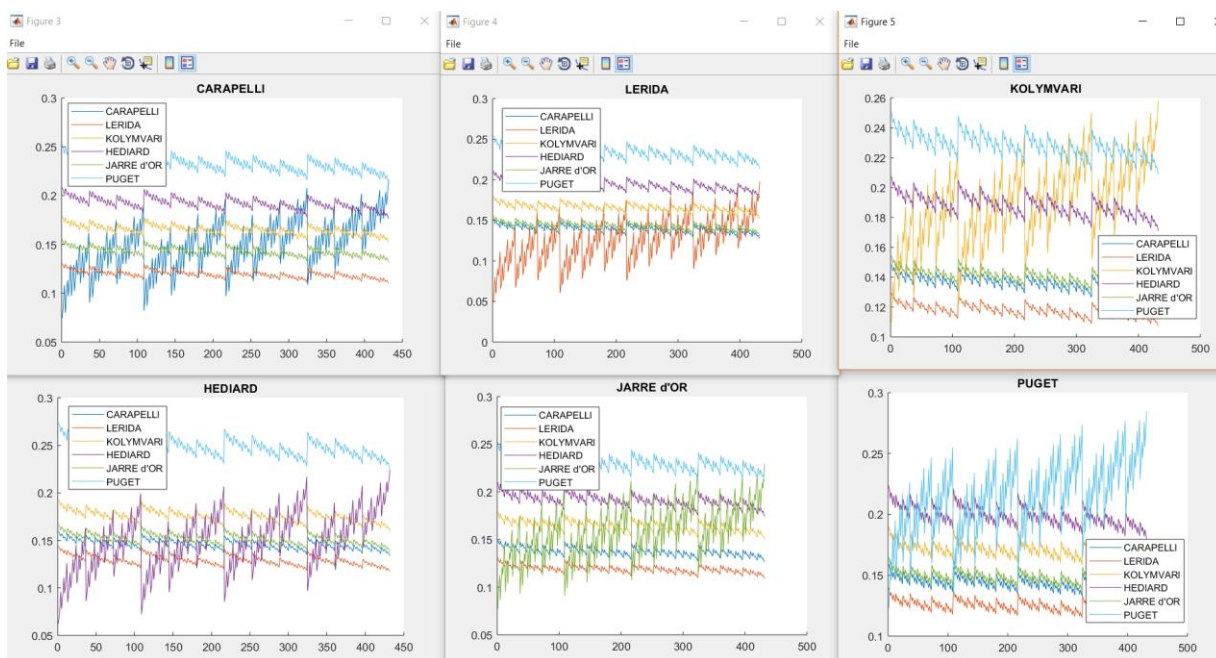 Figure 3
File
CARAPELLI
0.3
0.25
0.2
0.15
0.1
0.05
CARAPELLI
LERIDA
KOLYMVARI
HEDIARD
JARRE d'OR
PUGET
0 50 100 150 200 250 300 350 400 450
Figure 4
File
LERIDA
0.3
0.25
0.2
0.15
0.1
0.05
0
CARAPELLI
LERIDA
KOLYMVARI
HEDIARD
JARRE d'OR
PUGET
0 100 200 300 400 500
Figure 5
File
KOLYMVARI
0.26
0.24
0.22
0.2
0.18
0.16
0.14
0.12
0.1
CARAPELLI
LERIDA
KOLYMVARI
HEDIARD
JARRE d'OR
PUGET
0 100 200 300 400 500
HEDIARD
0.3
0.25
0.2
0.15
0.1
0.05
CARAPELLI
LERIDA
KOLYMVARI
HEDIARD
JARRE d'OR
PUGET
0 50 100 150 200 250 300 350 400 450
JARRE d'OR
0.3
0.25
0.2
0.15
0.1
0.05
CARAPELLI
LERIDA
KOLYMVARI
HEDIARD
JARRE d'OR
PUGET
0 100 200 300 400 500
PUGET
0.3
0.25
0.2
0.15
0.1
CARAPELLI
LERIDA
KOLYMVARI
HEDIARD
JARRE d'OR
PUGET
0 100 200 300 400 500